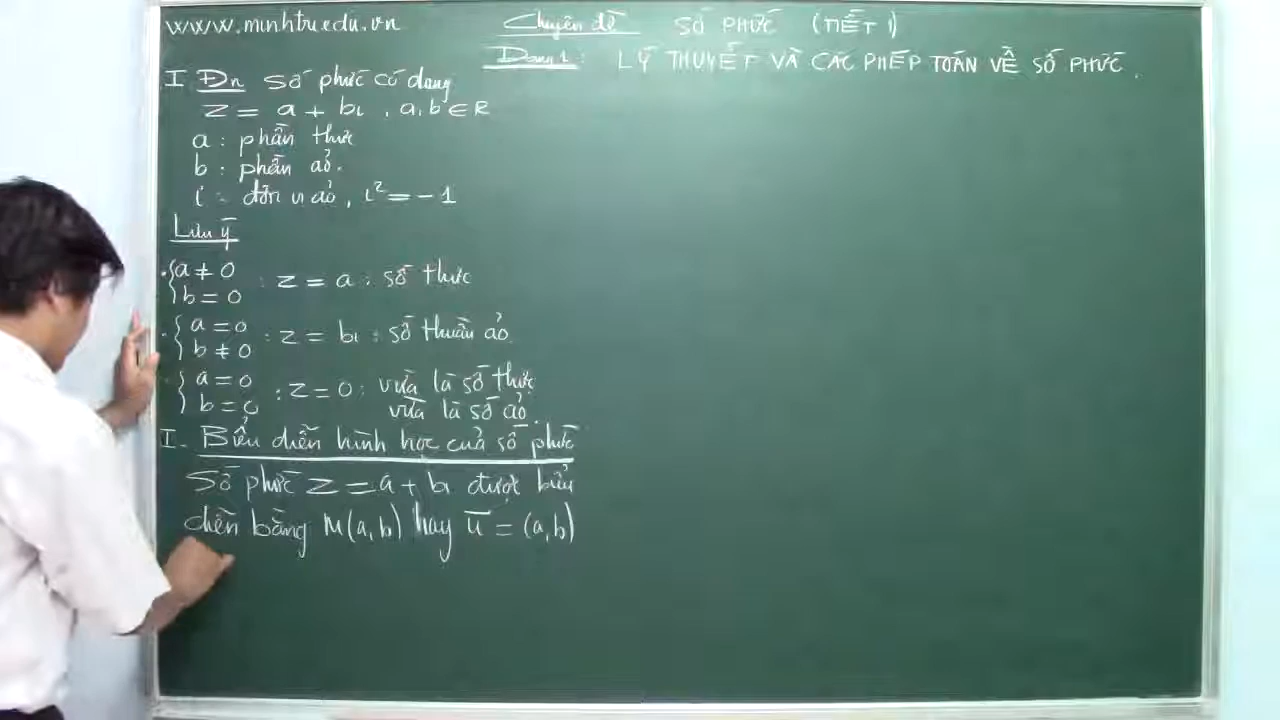 www.minhtri.edu.vn
Chuyên đề SỐ PHỨC (TIẾT 1)
Dạng 1: LÝ THUYẾT VÀ CÁC PHÉP TOÁN VỀ SỐ PHỨC.
I Đn Số phức có dạng
z = a + bi, a, b ∈ R
a: phần thực
b: phần ảo.
i: đơn vị ảo, i² = -1
Lưu ý
{a ≠ 0
{b = 0 : z = a: số thực
{a = 0
{b ≠ 0 : z = bi: số thuần ảo
{a = 0
{b = 0 : z = 0: vừa là số thực
vừa là số ảo.
I. Biểu diễn hình học của số phức
Số phức z = a + bi được biểu
diễn bằng M(a, b) hay u = (a, b)